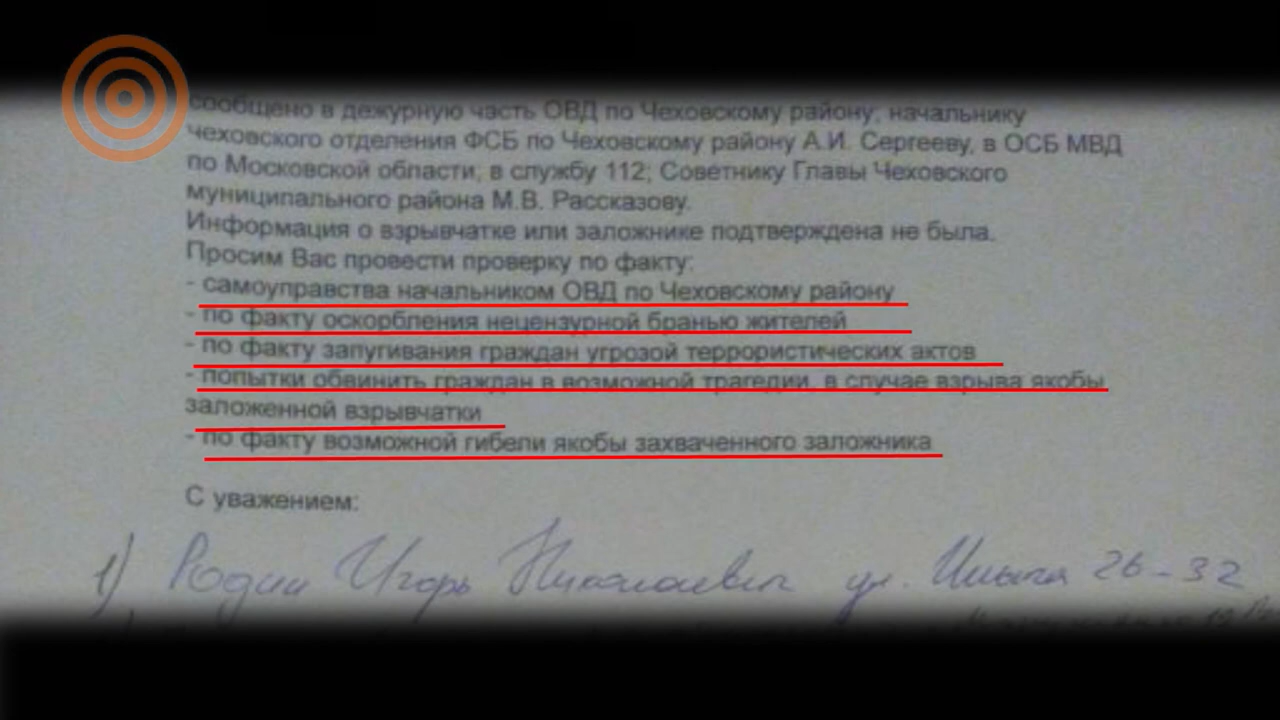 сообщено в дежурную часть ОВД по Чеховскому району; начальнику
чеховского отделения ФСБ по Чеховскому району А.И. Сергееву, в ОСБ МВД
по Московской области; в службу 112; Советнику Главы Чеховского
муниципального района М.В. Рассказову.
Информация о взрывчатке или заложнике подтверждена не была.
Просим Вас провести проверку по факту:
- самоуправства начальником ОВД по Чеховскому району
- по факту оскорбления нецензурной бранью жителей
- по факту запугивания граждан угрозой террористических актов
- попытки обвинить граждан в возможной трагедии, в случае взрыва якобы
заложенной взрывчатки
- по факту возможной гибели якобы захваченного заложника
С уважением:
1) Родин Игорь Николаевич ул. Ильича 26-32